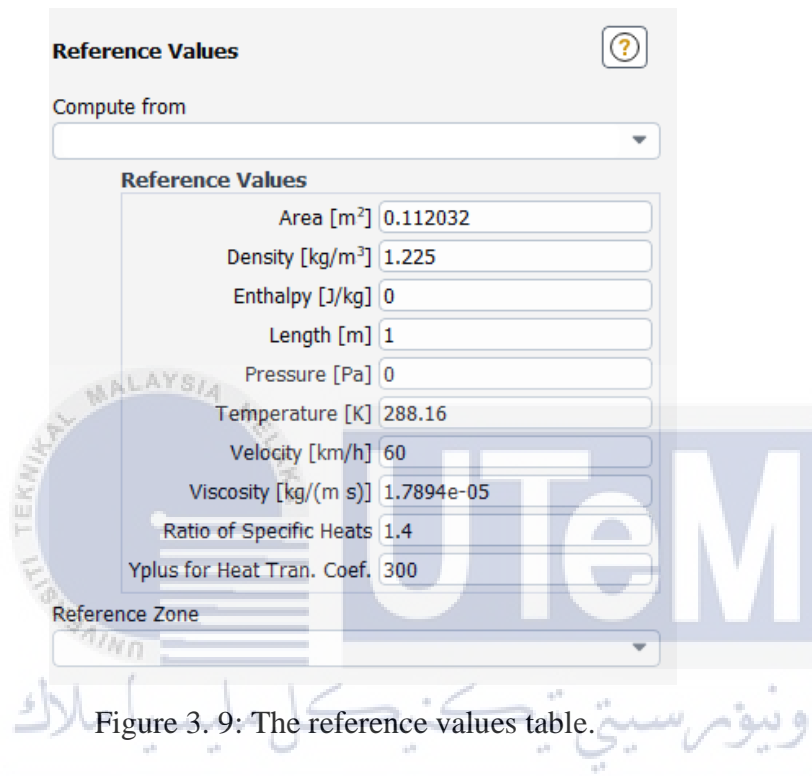 Reference Values
?
Compute from
Reference Values
Area [m²] 0.112032
Density [kg/m³] 1.225
Enthalpy [J/kg] 0
Length [m] 1
Pressure [Pa] 0
Temperature [K] 288.16
Velocity [km/h] 60
Viscosity [kg/(m s)] 1.7894e-05
Ratio of Specific Heats 1.4
Yplus for Heat Tran. Coef. 300
Reference Zone
UTeM
Figure 3. 9: The reference values table.